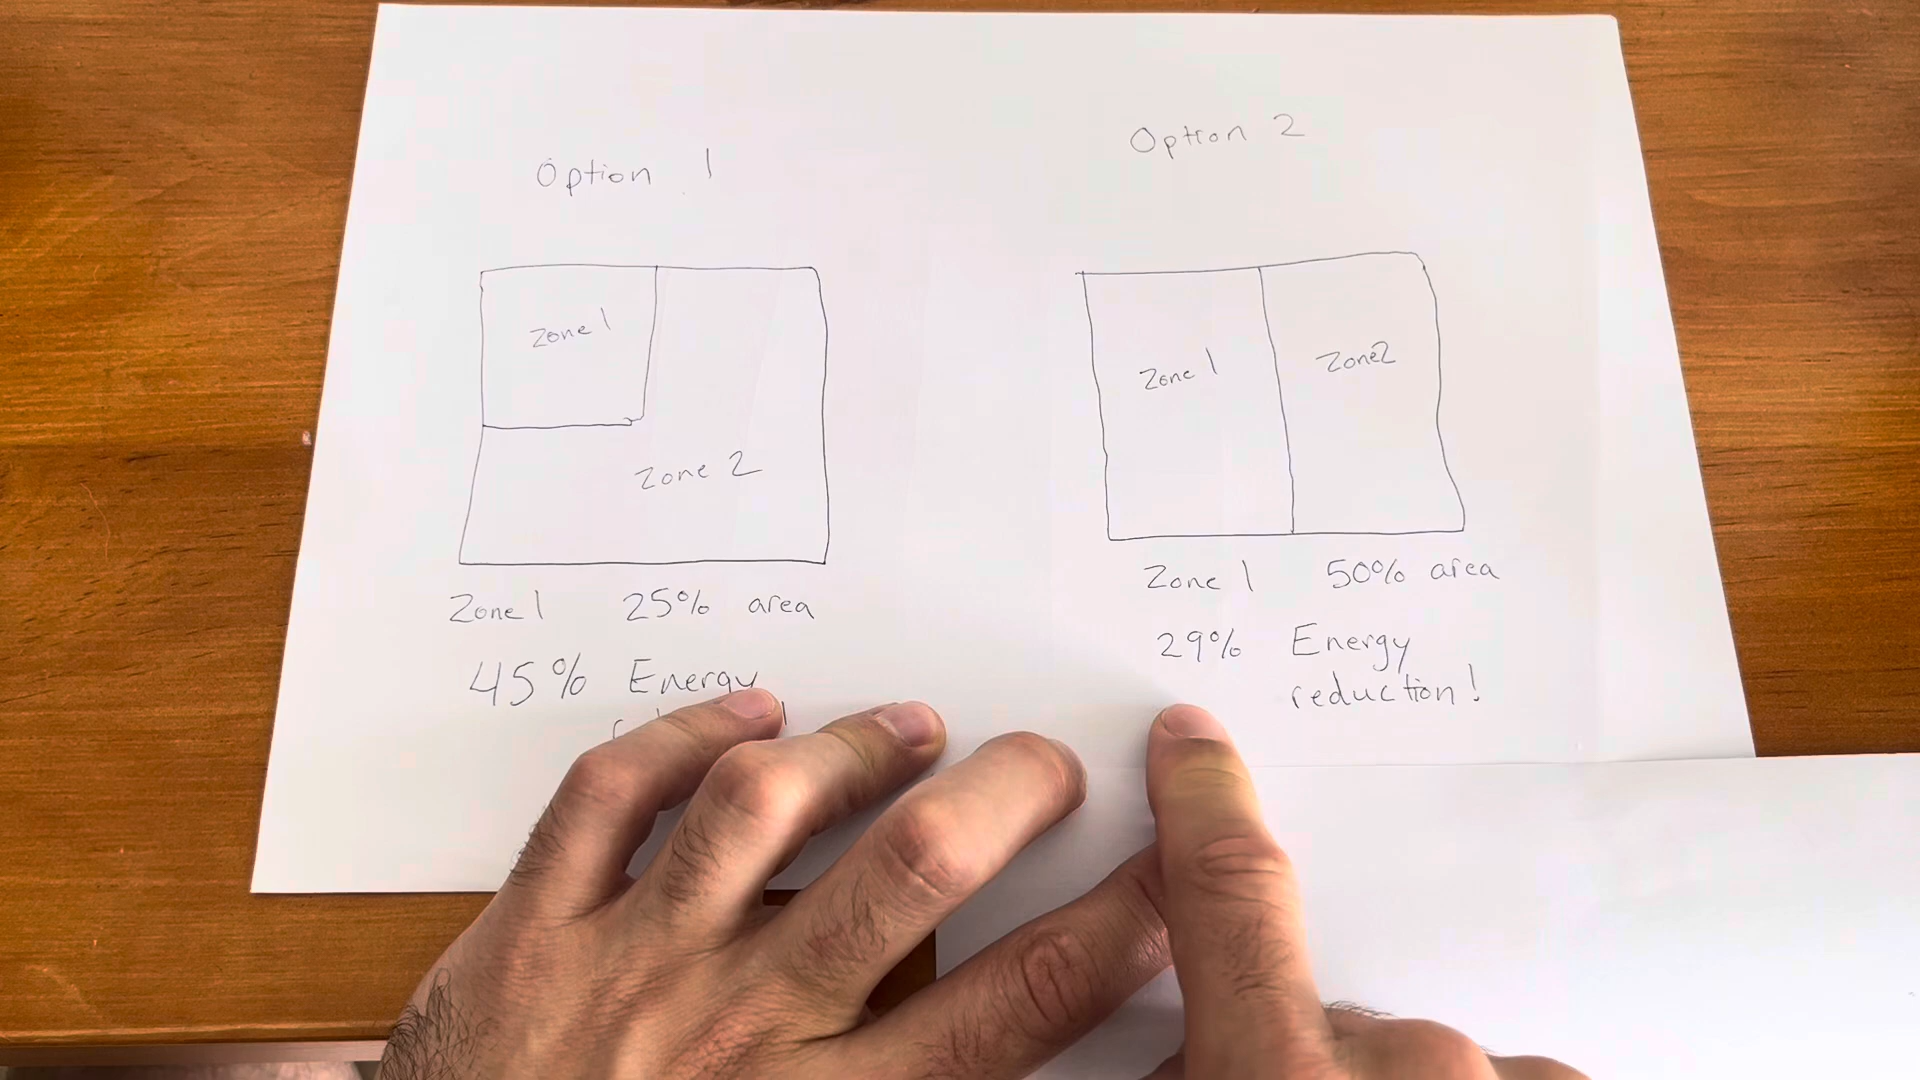 Option 1
Zone 1
Zone 2
Zone 1 25% area
45% Energy
Option 2
Zone 1
Zone2
Zone 1 50% area
29% Energy
reduction!